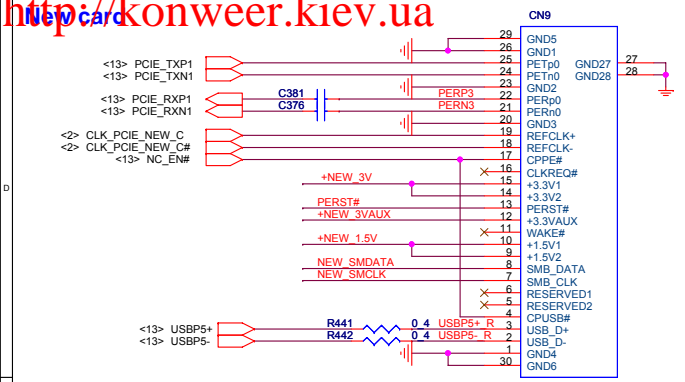 http://konweer.kiev.ua
New card
CN9
<13> PCIE_TXP1
<13> PCIE_TXN1
<13> PCIE_RXP1
<13> PCIE_RXN1
C381
C376
PERP3
PERN3
<2> CLK_PCIE_NEW_C
<2> CLK_PCIE_NEW_C#
<13> NC_EN#
+NEW_3V
PERST#
+NEW_3VAUX
+NEW_1.5V
NEW_SMDATA
NEW_SMCLK
<13> USBP5+
<13> USBP5-
R441 0_4 USBP5+_R
R442 0_4 USBP5-_R
29 GND5
26 GND1
25 PETp0
24 PETn0
23 GND2
22 PERp0
21 PERn0
20 GND3
19 REFCLK+
18 REFCLK-
17 CPPE#
16 CLKREQ#
15 +3.3V1
14 +3.3V2
13 PERST#
12 +3.3VAUX
11 WAKE#
10 +1.5V1
9 +1.5V2
8 SMB_DATA
7 SMB_CLK
6 RESERVED1
5 RESERVED2
4 CPUSB#
3 USB_D+
2 USB_D-
1 GND4
30 GND6
GND27 27
GND28 28
D